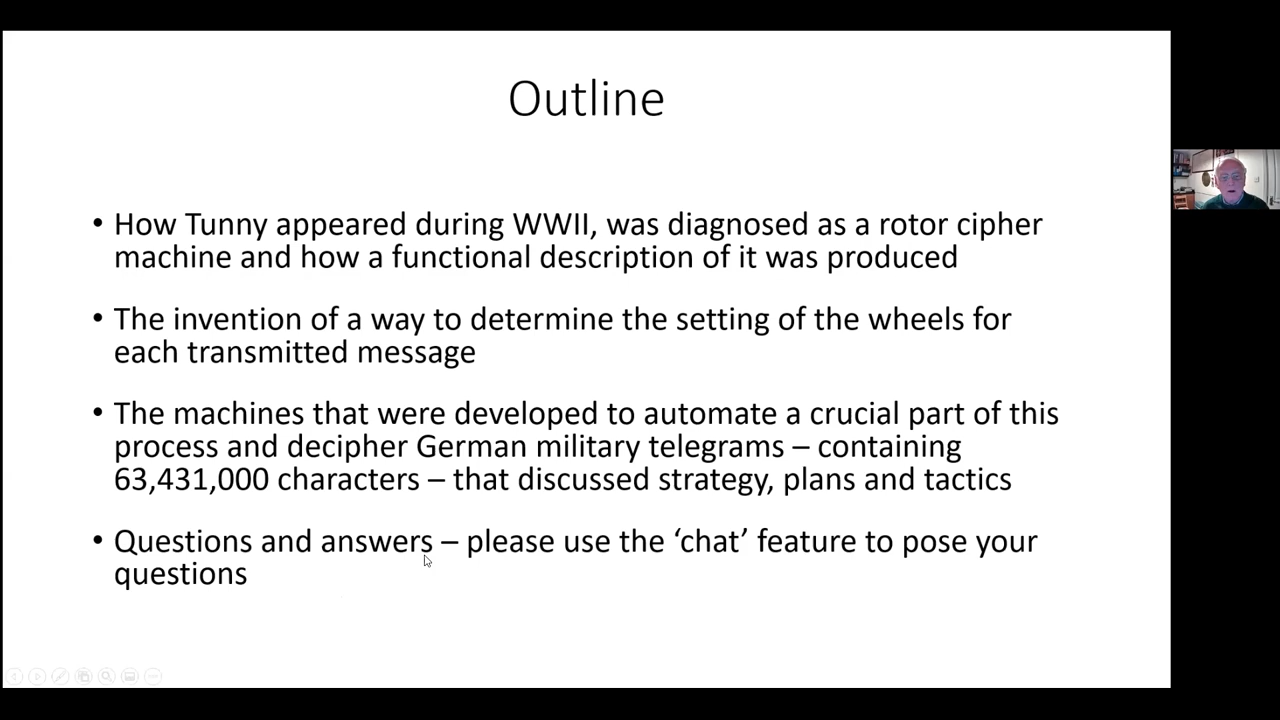 Outline
• How Tunny appeared during WWII, was diagnosed as a rotor cipher
machine and how a functional description of it was produced
• The invention of a way to determine the setting of the wheels for
each transmitted message
• The machines that were developed to automate a crucial part of this
process and decipher German military telegrams – containing
63,431,000 characters – that discussed strategy, plans and tactics
• Questions and answers – please use the ‘chat’ feature to pose your
questions